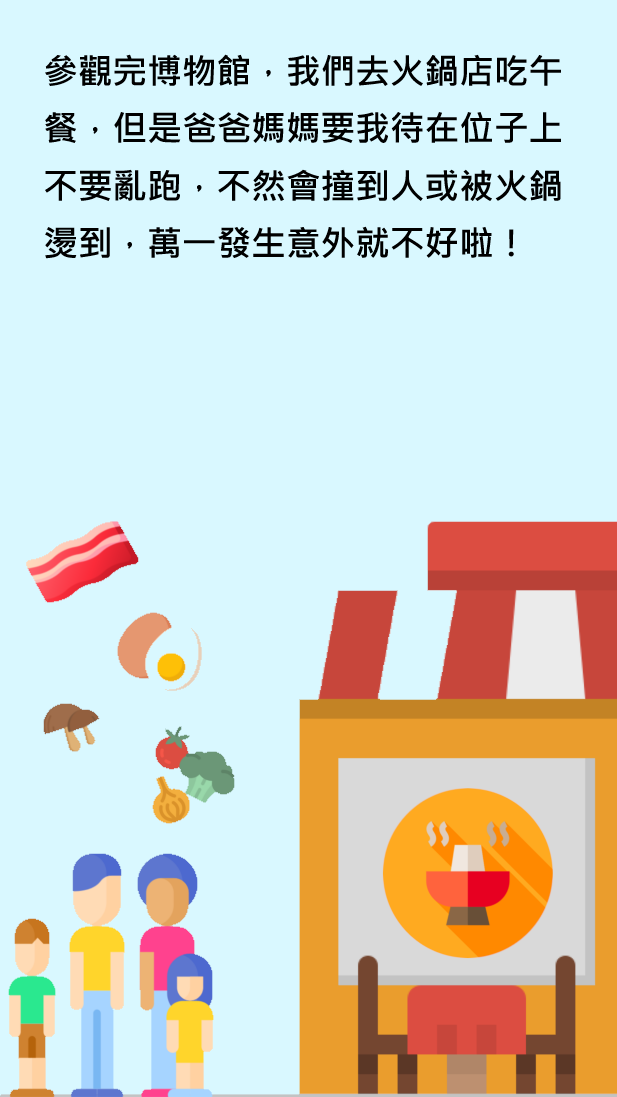 參觀完博物館，我們去火鍋店吃午
餐，但是爸爸媽媽要我待在位子上
不要亂跑，不然會撞到人或被火鍋
燙到，萬一發生意外就不好啦！